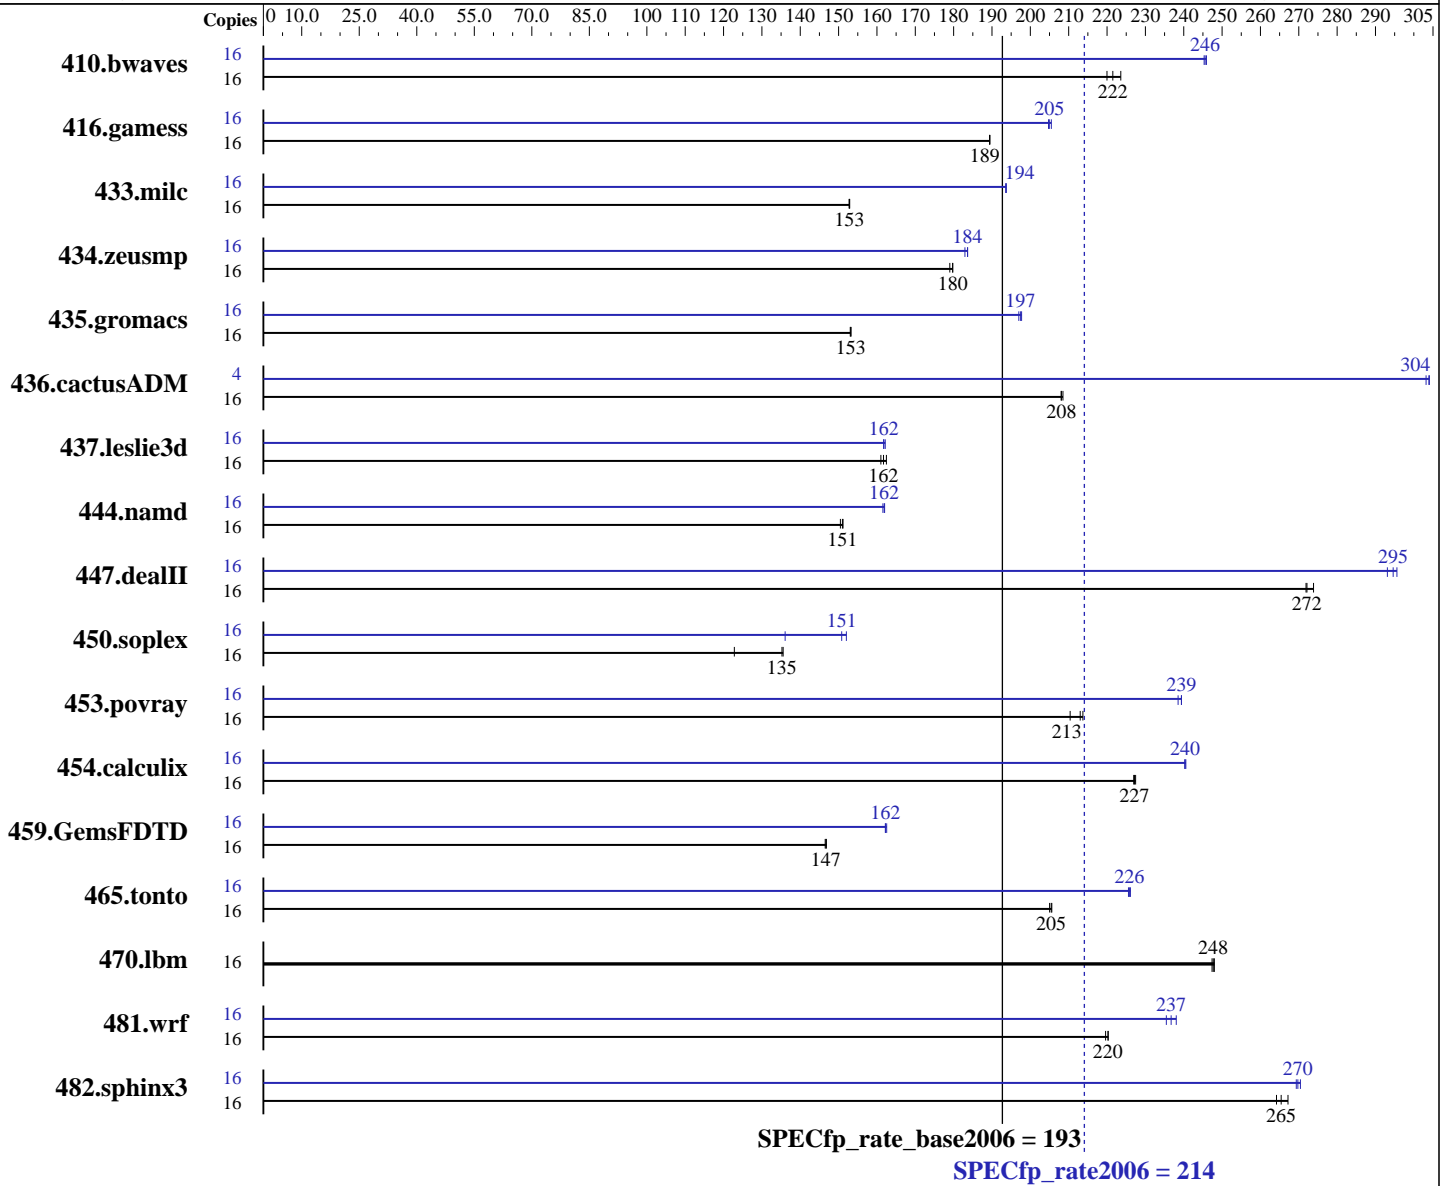 Copies 0 10.0 25.0 40.0 55.0 70.0 85.0 100 110 120 130 140 150 160 170 180 190 200 210 220 230 240 250 260 270 280 290 305
410.bwaves 16 246
16 222
416.gamess 16 205
16 189
433.milc 16 194
16 153
434.zeusmp 16 184
16 180
435.gromacs 16 197
16 153
436.cactusADM 4 304
16 208
437.leslie3d 16 162
16 162
444.namd 16 162
16 151
447.dealII 16 295
16 272
450.soplex 16 151
16 135
453.povray 16 239
16 213
454.calculix 16 240
16 227
459.GemsFDTD 16 162
16 147
465.tonto 16 226
16 205
470.lbm 16 248
481.wrf 16 237
16 220
482.sphinx3 16 270
16 265
SPECfp_rate_base2006 = 193
SPECfp_rate2006 = 214